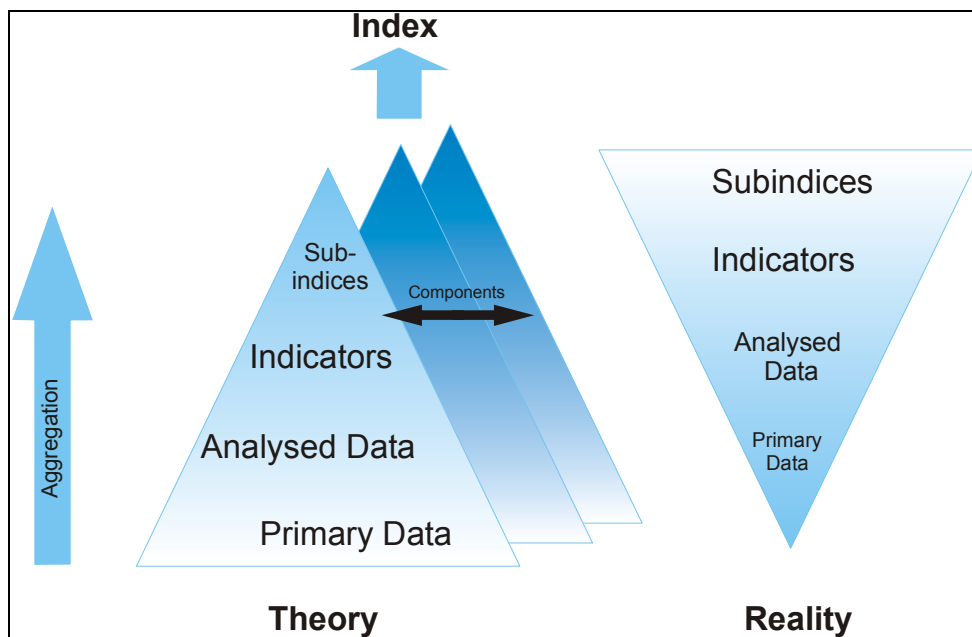 Index
Sub-
indices
Components
Indicators
Analysed Data
Primary Data
Aggregation
Theory
Subindices
Indicators
Analysed
Data
Primary
Data
Reality